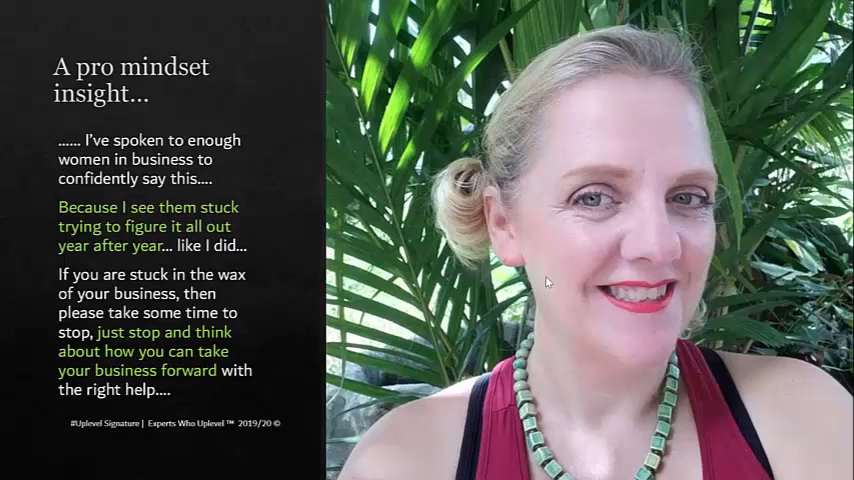 A pro mindset
insight...
...... I've spoken to enough
women in business to
confidently say this....
Because I see them stuck
trying to figure it all out
year after year... like I did...
If you are stuck in the wax
of your business, then
please take some time to
stop, just stop and think
about how you can take
your business forward with
the right help....
#Uplevel Signature | Experts Who Uplevel ™ 2019/20 ©